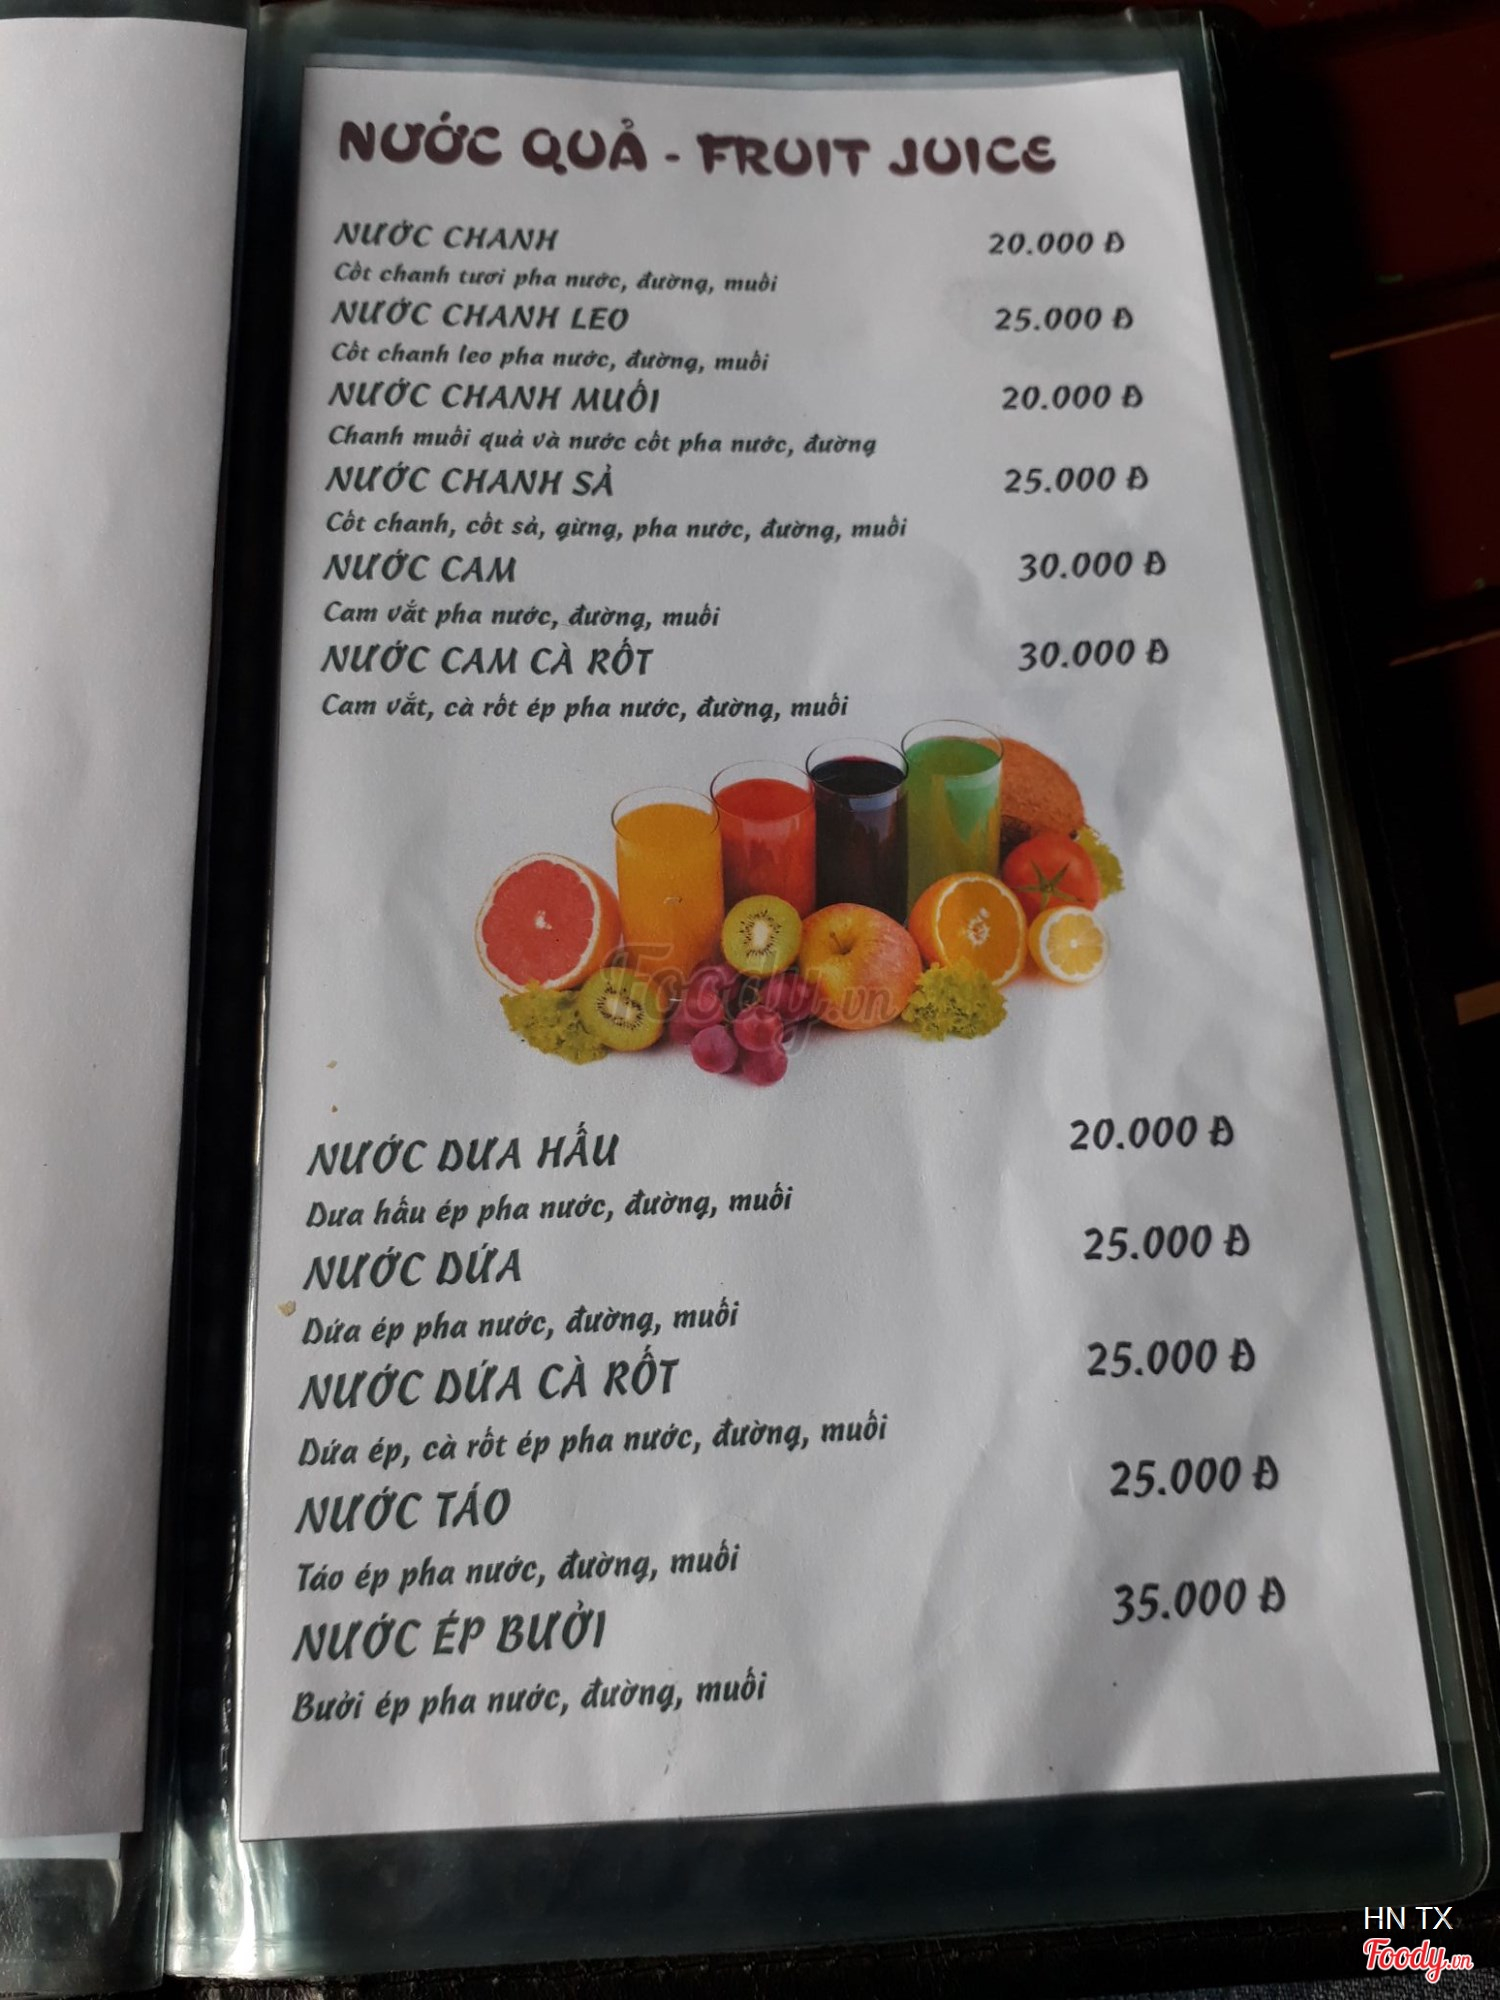 NƯỚC QUẢ - FRUIT JUICE
NƯỚC CHANH 20.000 Đ
Cốt chanh tươi pha nước, đường, muối
NƯỚC CHANH LEO 25.000 Đ
Cốt chanh leo pha nước, đường, muối
NƯỚC CHANH MUỐI 20.000 Đ
Chanh muối quả và nước cốt pha nước, đường
NƯỚC CHANH SẢ 25.000 Đ
Cốt chanh, cốt sả, gừng, pha nước, đường, muối
NƯỚC CAM 30.000 Đ
Cam vắt pha nước, đường, muối
NƯỚC CAM CÀ RỐT 30.000 Đ
Cam vắt, cà rốt ép pha nước, đường, muối
Foody.vn
NƯỚC DƯA HẤU 20.000 Đ
Dưa hấu ép pha nước, đường, muối
NƯỚC DỨA 25.000 Đ
Dứa ép pha nước, đường, muối
NƯỚC DỨA CÀ RỐT 25.000 Đ
Dứa ép, cà rốt ép pha nước, đường, muối
NƯỚC TÁO 25.000 Đ
Táo ép pha nước, đường, muối
NƯỚC ÉP BƯỞI 35.000 Đ
Bưởi ép pha nước, đường, muối
HN TX
Foody.vn